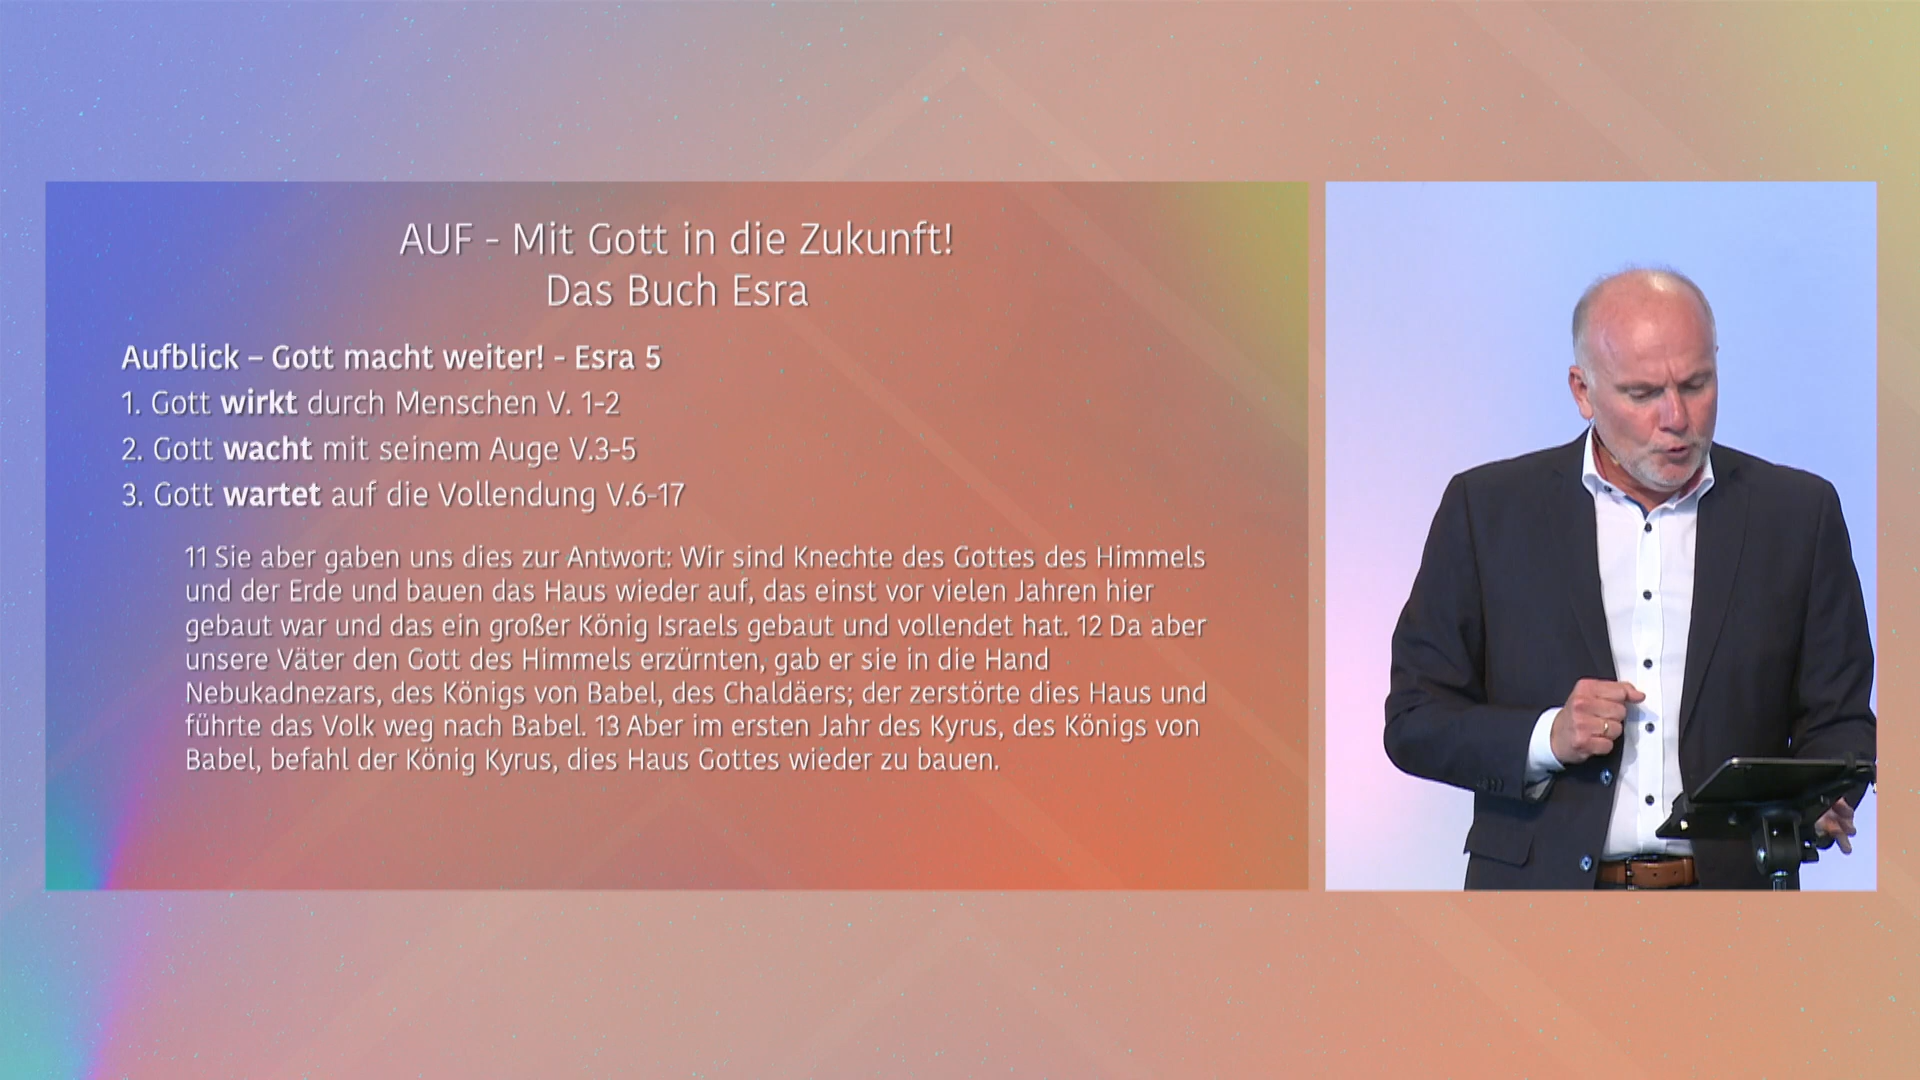 AUF - Mit Gott in die Zukunft!
Das Buch Esra
Aufblick – Gott macht weiter! - Esra 5
1. Gott wirkt durch Menschen V. 1-2
2. Gott wacht mit seinem Auge V.3-5
3. Gott wartet auf die Vollendung V.6-17
11 Sie aber gaben uns dies zur Antwort: Wir sind Knechte des Gottes des Himmels
und der Erde und bauen das Haus wieder auf, das einst vor vielen Jahren hier
gebaut war und das ein großer König Israels gebaut und vollendet hat. 12 Da aber
unsere Väter den Gott des Himmels erzürnten, gab er sie in die Hand
Nebukadnezars, des Königs von Babel, des Chaldäers; der zerstörte dies Haus und
führte das Volk weg nach Babel. 13 Aber im ersten Jahr des Kyrus, des Königs von
Babel, befahl der König Kyrus, dies Haus Gottes wieder zu bauen.